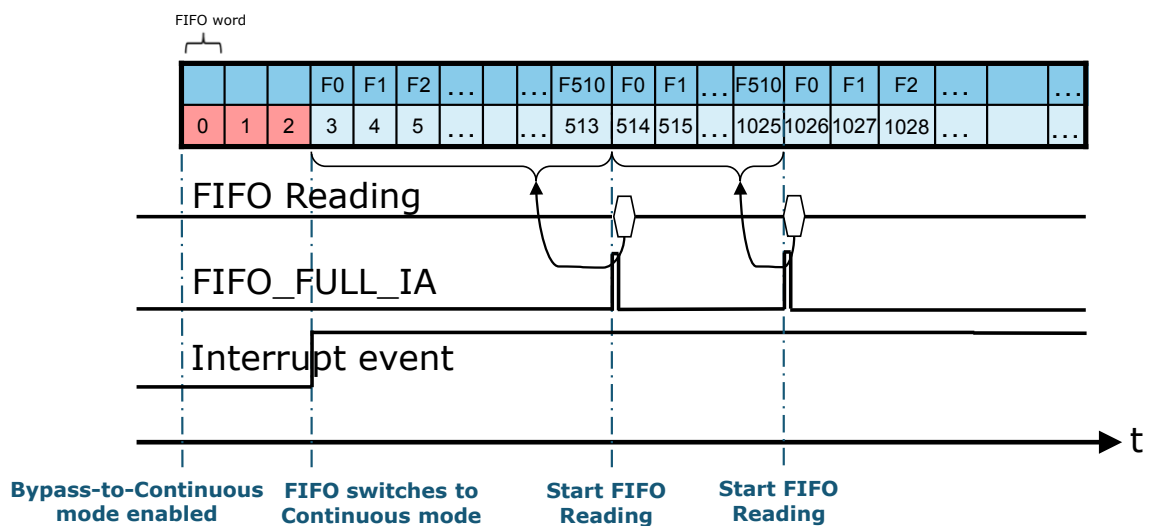 FIFO word
F0 F1 F2 ... ... F510 F0 F1 ... F510 F0 F1 F2 ... ...
0 1 2 3 4 5 ... ... 513 514 515 ... 1025 1026 1027 1028 ... ...
FIFO Reading
FIFO_FULL_IA
Interrupt event
t
Bypass-to-Continuous
mode enabled
FIFO switches to
Continuous mode
Start FIFO
Reading
Start FIFO
Reading